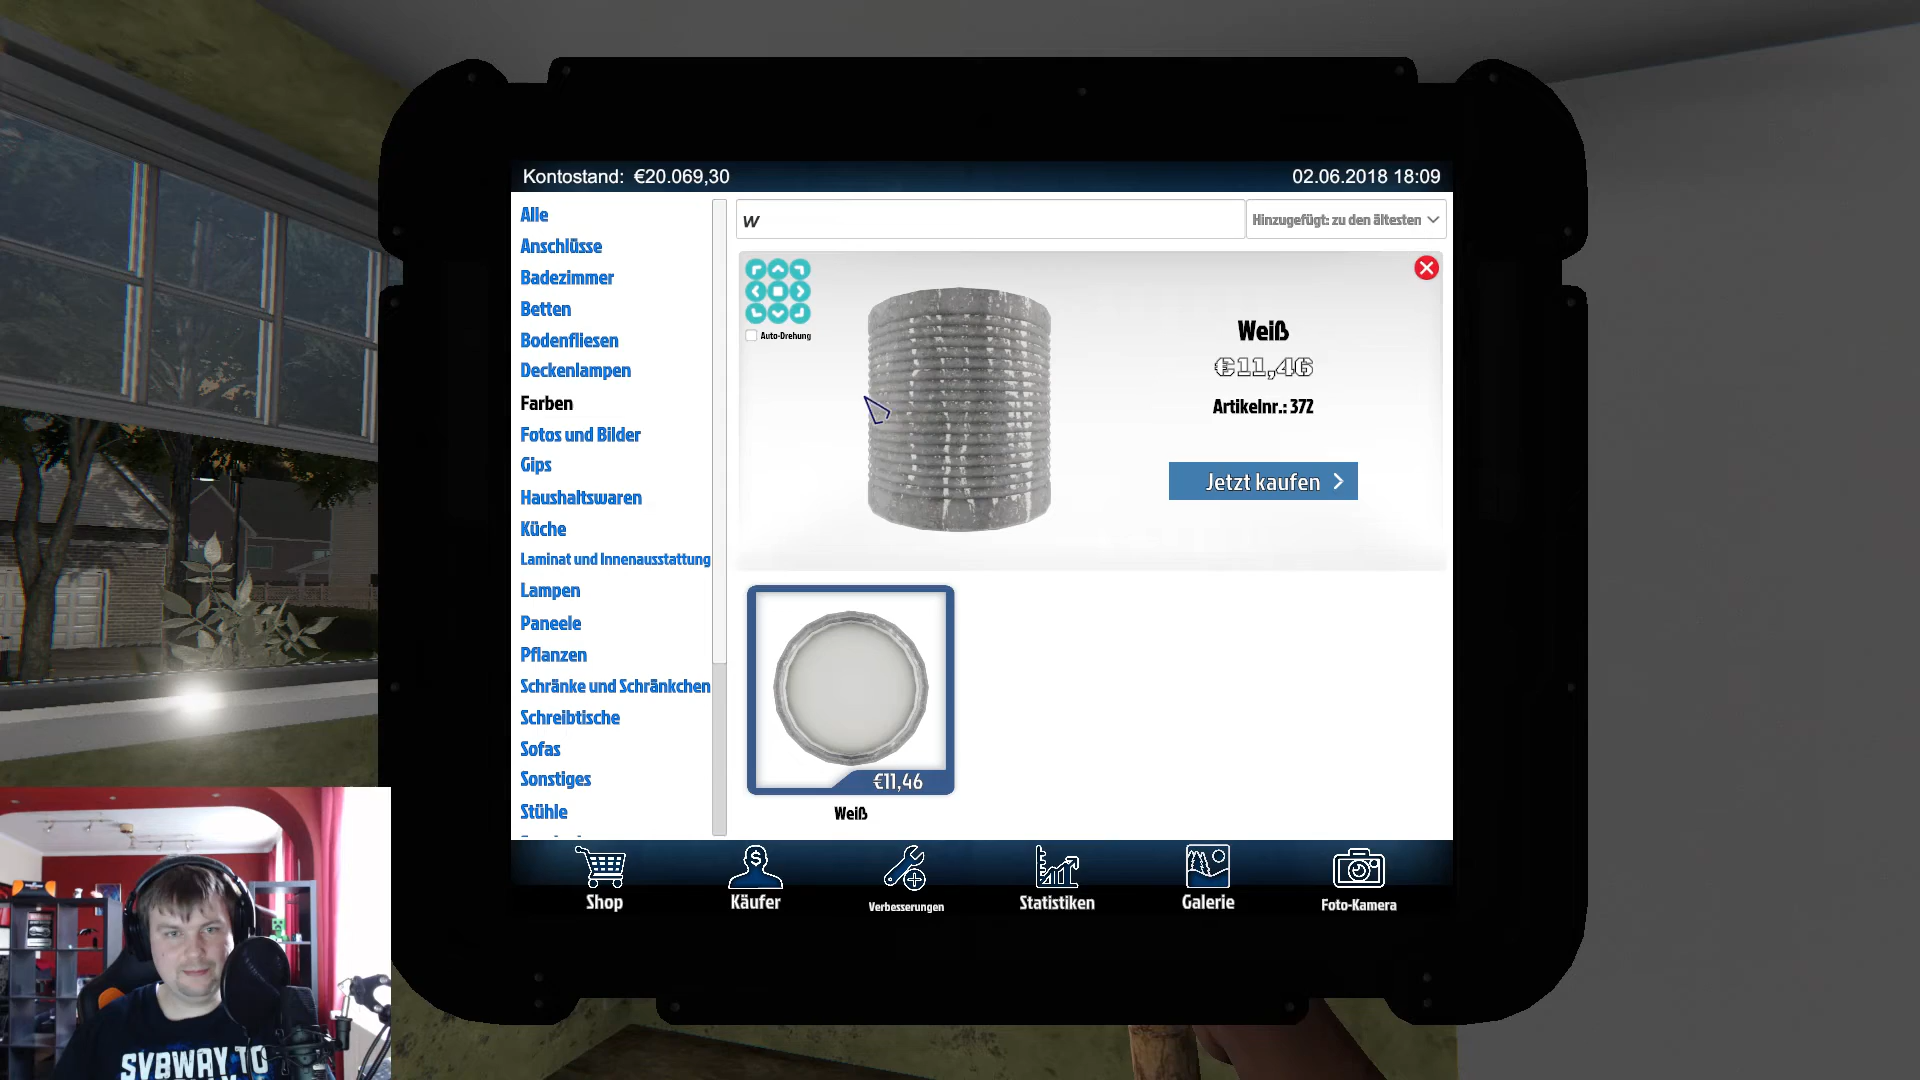 Kontostand: €20.069,30
02.06.2018 18:09
Alle
Anschlüsse
Badezimmer
Betten
Bodenfliesen
Deckenlampen
Farben
Fotos und Bilder
Gips
Haushaltswaren
Küche
Laminat und Innenausstattung
Lampen
Paneele
Pflanzen
Schränke und Schränkchen
Schreibtische
Sofas
Sonstiges
Stühle
w
Hinzugefügt: zu den ältesten
Auto-Drehung
Weiß
€11,46
Artikelnr.: 372
Jetzt kaufen
€11,46
Weiß
Shop
Käufer
Verbesserungen
Statistiken
Galerie
Foto-Kamera
SVBWAY TO